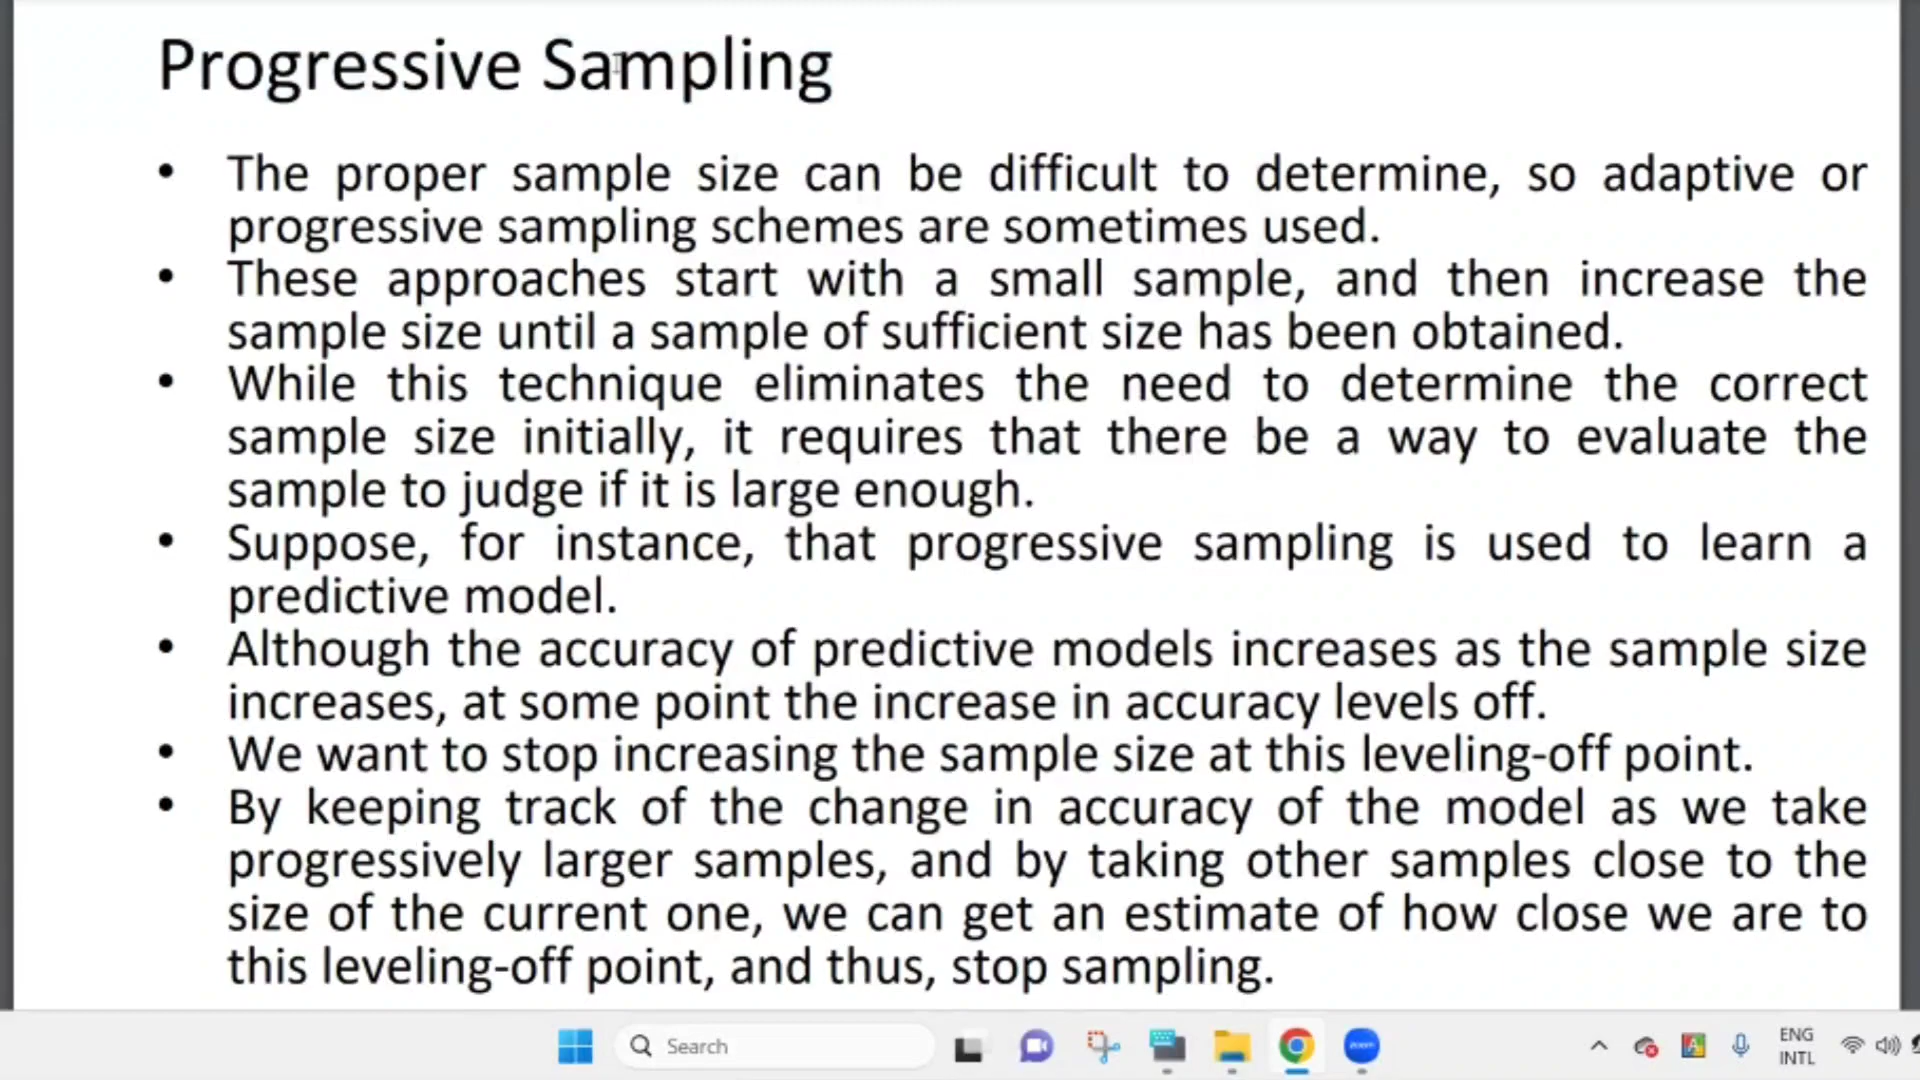 Progressive Sampling
• The proper sample size can be difficult to determine, so adaptive or
progressive sampling schemes are sometimes used.
• These approaches start with a small sample, and then increase the
sample size until a sample of sufficient size has been obtained.
• While this technique eliminates the need to determine the correct
sample size initially, it requires that there be a way to evaluate the
sample to judge if it is large enough.
• Suppose, for instance, that progressive sampling is used to learn a
predictive model.
• Although the accuracy of predictive models increases as the sample size
increases, at some point the increase in accuracy levels off.
• We want to stop increasing the sample size at this leveling-off point.
• By keeping track of the change in accuracy of the model as we take
progressively larger samples, and by taking other samples close to the
size of the current one, we can get an estimate of how close we are to
this leveling-off point, and thus, stop sampling.
Search
zoom
ENG
INTL